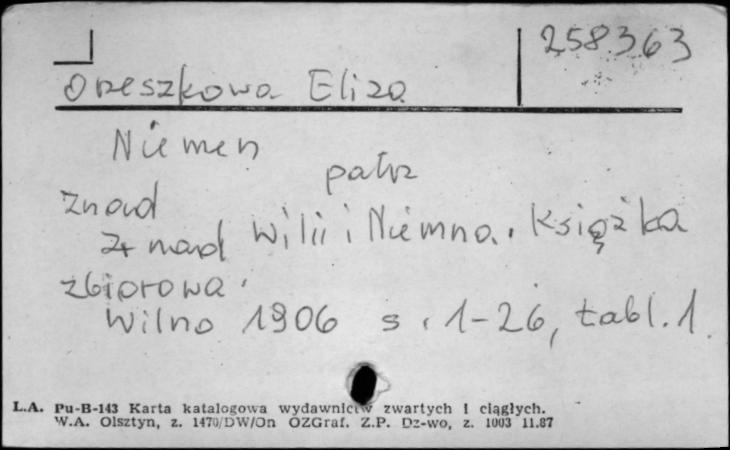 258363
Orzeszkowa Eliza
Niemen
patrz
Znad
Z nad Wilii i Niemna. Książka
zbiorowa.
Wilno 1906 s. 1-26, tabl. 1
L.A. Pu-B-143 Karta katalogowa wydawnictw zwartych i ciągłych.
W.A. Olsztyn, z. 1470/DW/On OZGraf. Z.P. Dz-wo, z. 1003 11.87